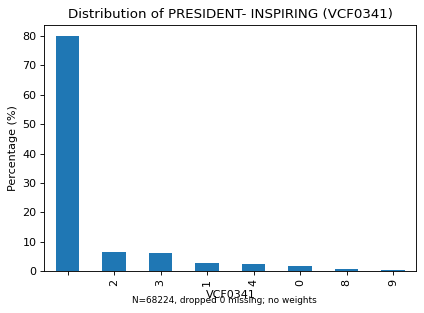 Distribution of PRESIDENT- INSPIRING (VCF0341)
Percentage (%)
80
70
60
50
40
30
20
10
0
2 3 1 4 0 8 9
VCF0341
N=68224, dropped 0 missing; no weights